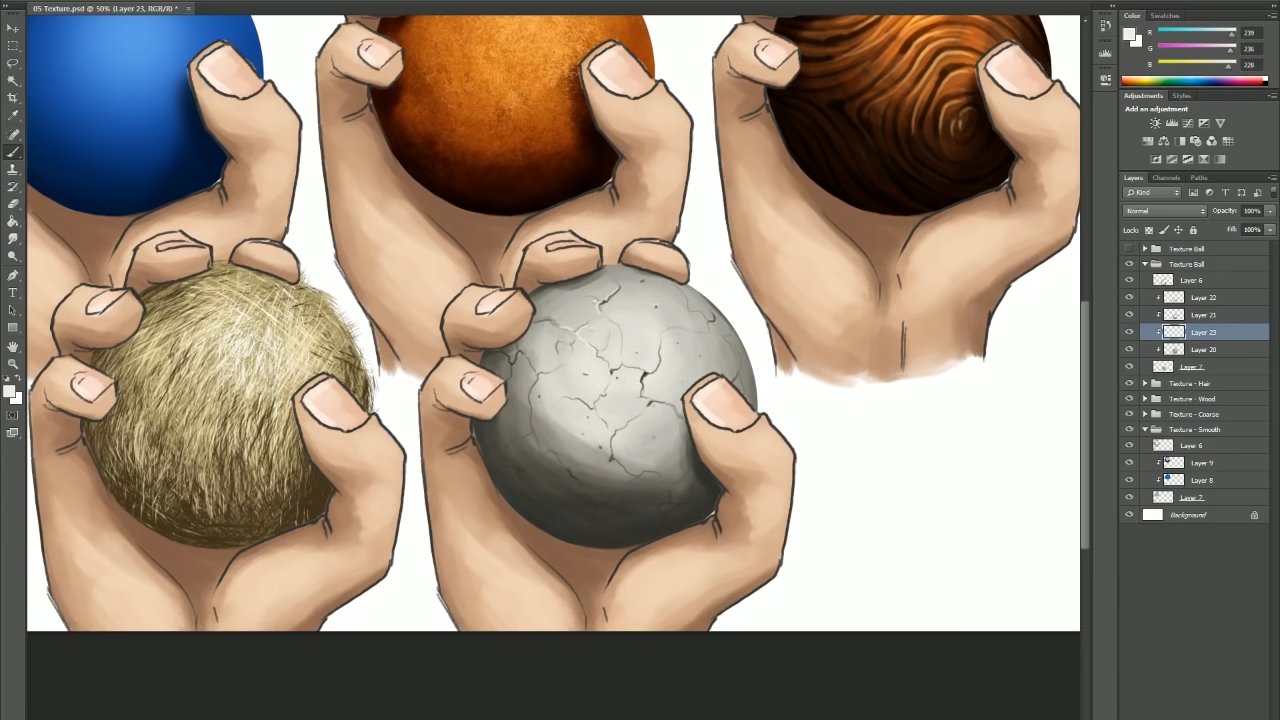 05-Texture.psd @ 50% (Layer 23, RGB/8) *
Color
Swatches
R
239
G
236
B
228
Adjustments
Styles
Add an adjustment
Layers
Channels
Paths
Kind
Normal
Opacity:
100%
Lock:
Fill:
100%
Texture Ball
Texture Ball
Layer 6
Layer 22
Layer 21
Layer 23
Layer 20
Layer 7
Texture - Hair
Texture - Wood
Texture - Coarse
Texture - Smooth
Layer 6
Layer 9
Layer 8
Layer 7
Background